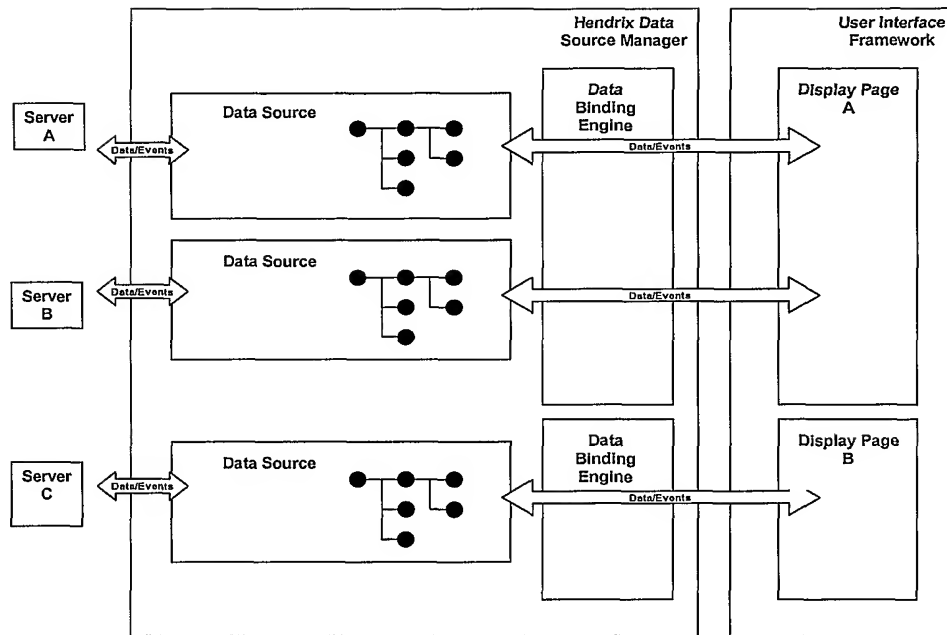 Hendrix Data
Source Manager
User Interface
Framework
Server
A
Data/Events
Data Source
Data
Binding
Engine
Data/Events
Display Page
A
Server
B
Data/Events
Data Source
Data/Events
Server
C
Data/Events
Data Source
Data
Binding
Engine
Data/Events
Display Page
B